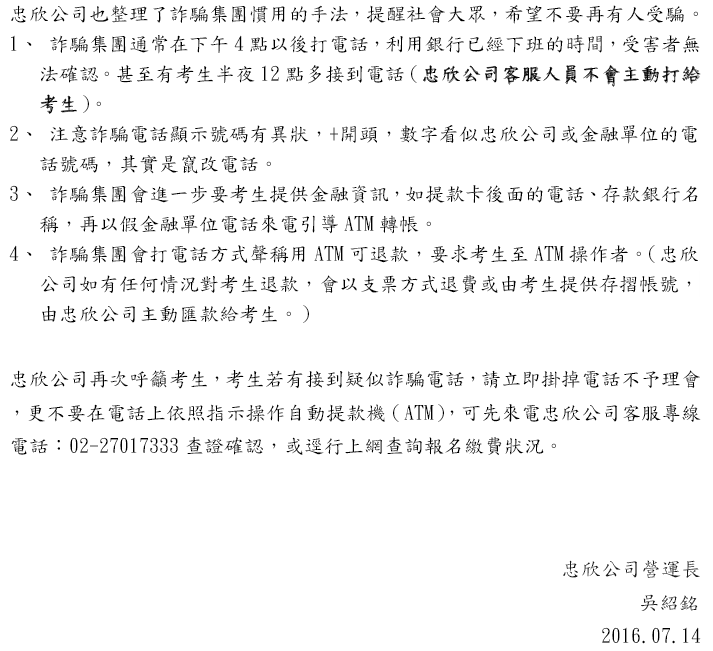 忠欣公司也整理了詐騙集團慣用的手法，提醒社會大眾，希望不要再有人受騙。
1、 詐騙集團通常在下午4點以後打電話，利用銀行已經下班的時間，受害者無
法確認。甚至有考生半夜12點多接到電話（忠欣公司客服人員不會主動打給
考生）。
2、 注意詐騙電話顯示號碼有異狀，+開頭，數字看似忠欣公司或金融單位的電
話號碼，其實是竄改電話。
3、 詐騙集團會進一步要考生提供金融資訊，如提款卡後面的電話、存款銀行名
稱，再以假金融單位電話來電引導ATM轉帳。
4、 詐騙集團會打電話方式聲稱用ATM可退款，要求考生至ATM操作者。（忠欣
公司如有任何情況對考生退款，會以支票方式退費或由考生提供存摺帳號，
由忠欣公司主動匯款給考生。）
忠欣公司再次呼籲考生，考生若有接到疑似詐騙電話，請立即掛掉電話不予理會
，更不要在電話上依照指示操作自動提款機（ATM），可先來電忠欣公司客服專線
電話：02-27017333查證確認，或逕行上網查詢報名繳費狀況。
忠欣公司營運長
吳紹銘
2016.07.14